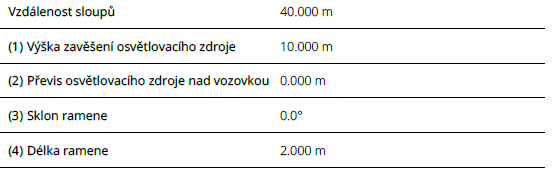 Vzdálenost sloupů 40.000 m
(1) Výška zavěšení osvětlovacího zdroje 10.000 m
(2) Převis osvětlovacího zdroje nad vozovkou 0.000 m
(3) Sklon ramene 0.0°
(4) Délka ramene 2.000 m